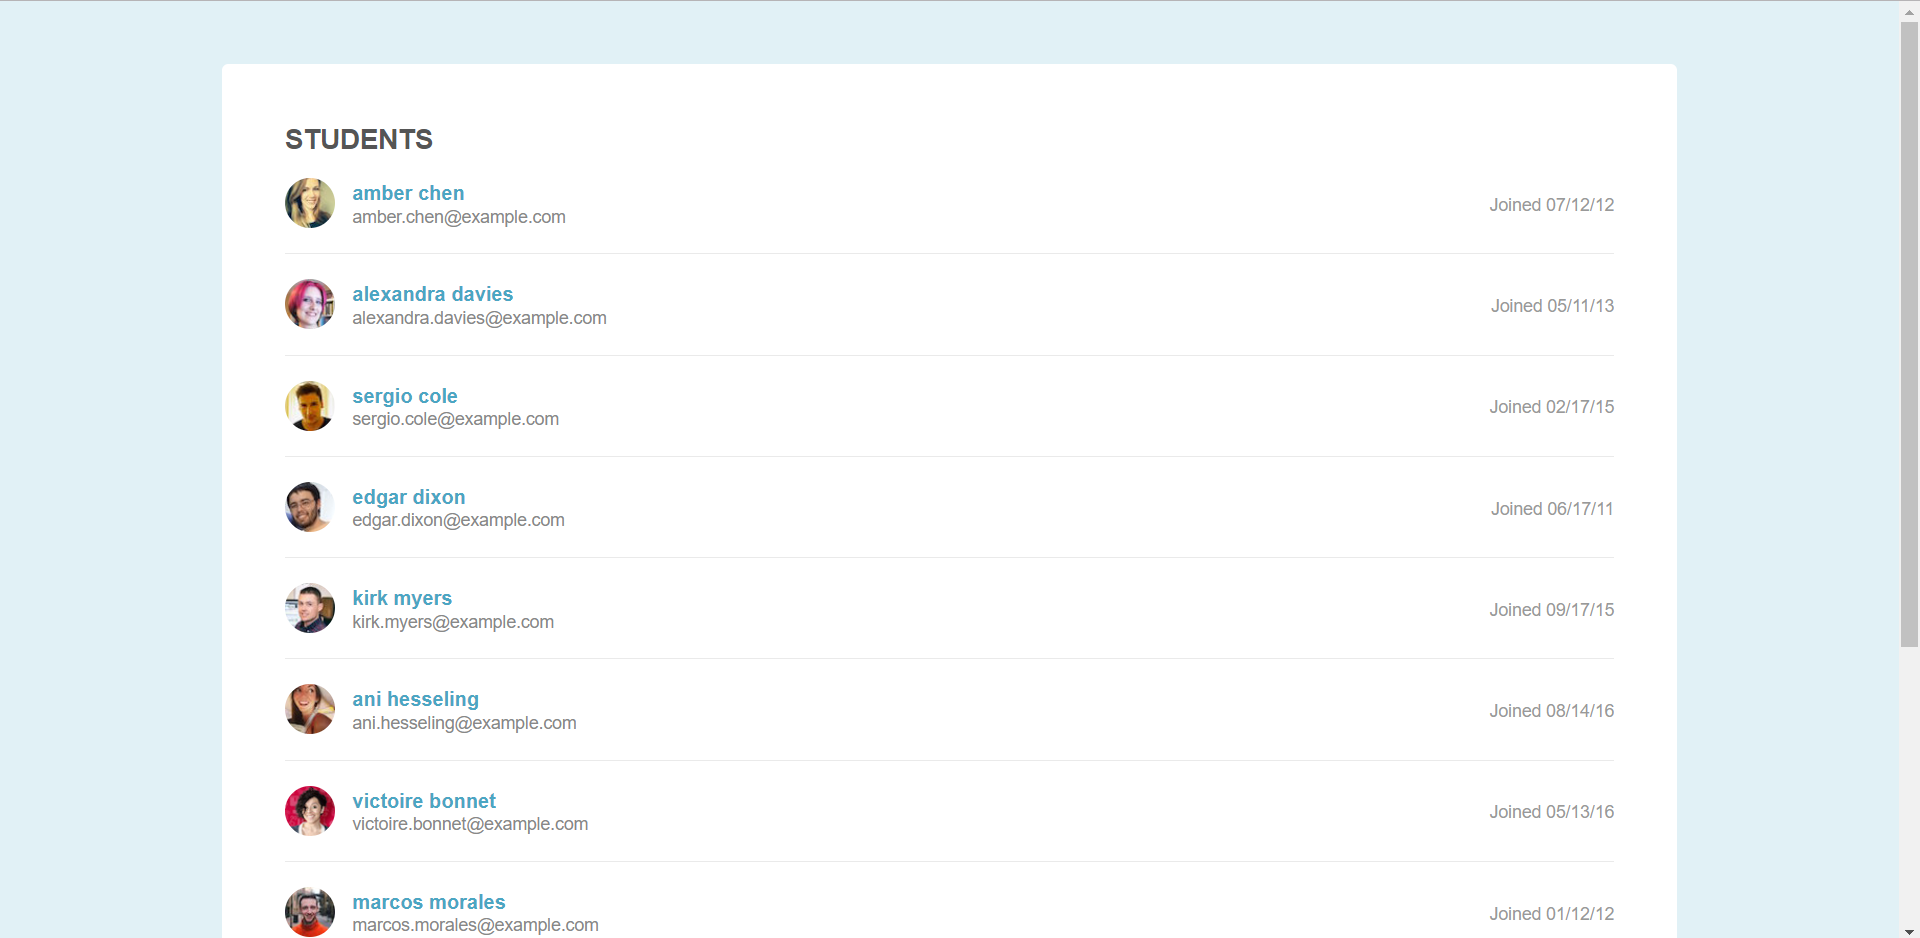 STUDENTS
amber chen
amber.chen@example.com
Joined 07/12/12
alexandra davies
alexandra.davies@example.com
Joined 05/11/13
sergio cole
sergio.cole@example.com
Joined 02/17/15
edgar dixon
edgar.dixon@example.com
Joined 06/17/11
kirk myers
kirk.myers@example.com
Joined 09/17/15
ani hesseling
ani.hesseling@example.com
Joined 08/14/16
victoire bonnet
victoire.bonnet@example.com
Joined 05/13/16
marcos morales
marcos.morales@example.com
Joined 01/12/12